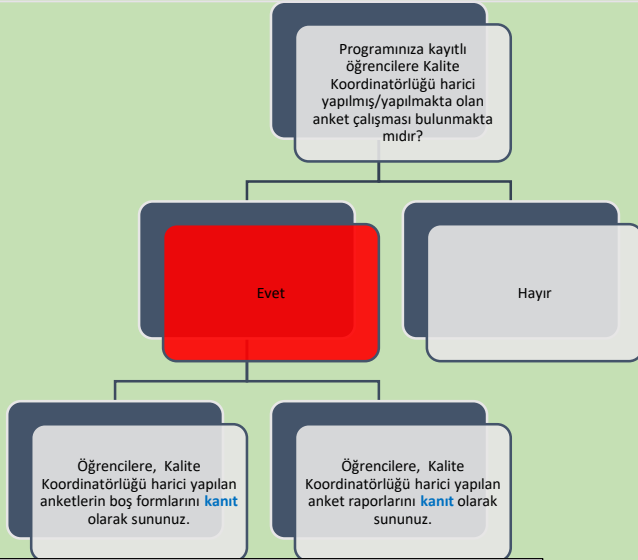 Programınıza kayıtlı
öğrencilere Kalite
Koordinatörlüğü harici
yapılmış/yapılmakta olan
anket çalışması bulunmakta
mıdır?
Evet
Hayır
Öğrencilere, Kalite
Koordinatörlüğü harici yapılan
anketlerin boş formlarını kanıt
olarak sununuz.
Öğrencilere, Kalite
Koordinatörlüğü harici yapılan
anket raporlarını kanıt olarak
sununuz.